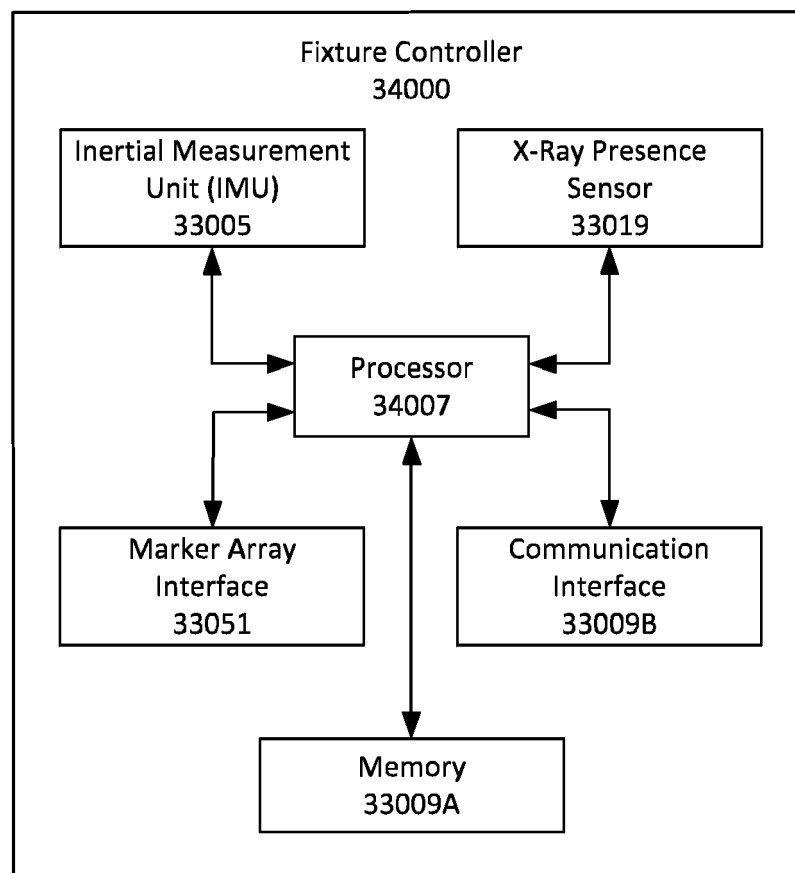 Fixture Controller
34000
Inertial Measurement
Unit (IMU)
33005
X-Ray Presence
Sensor
33019
Processor
34007
Marker Array
Interface
33051
Communication
Interface
33009B
Memory
33009A